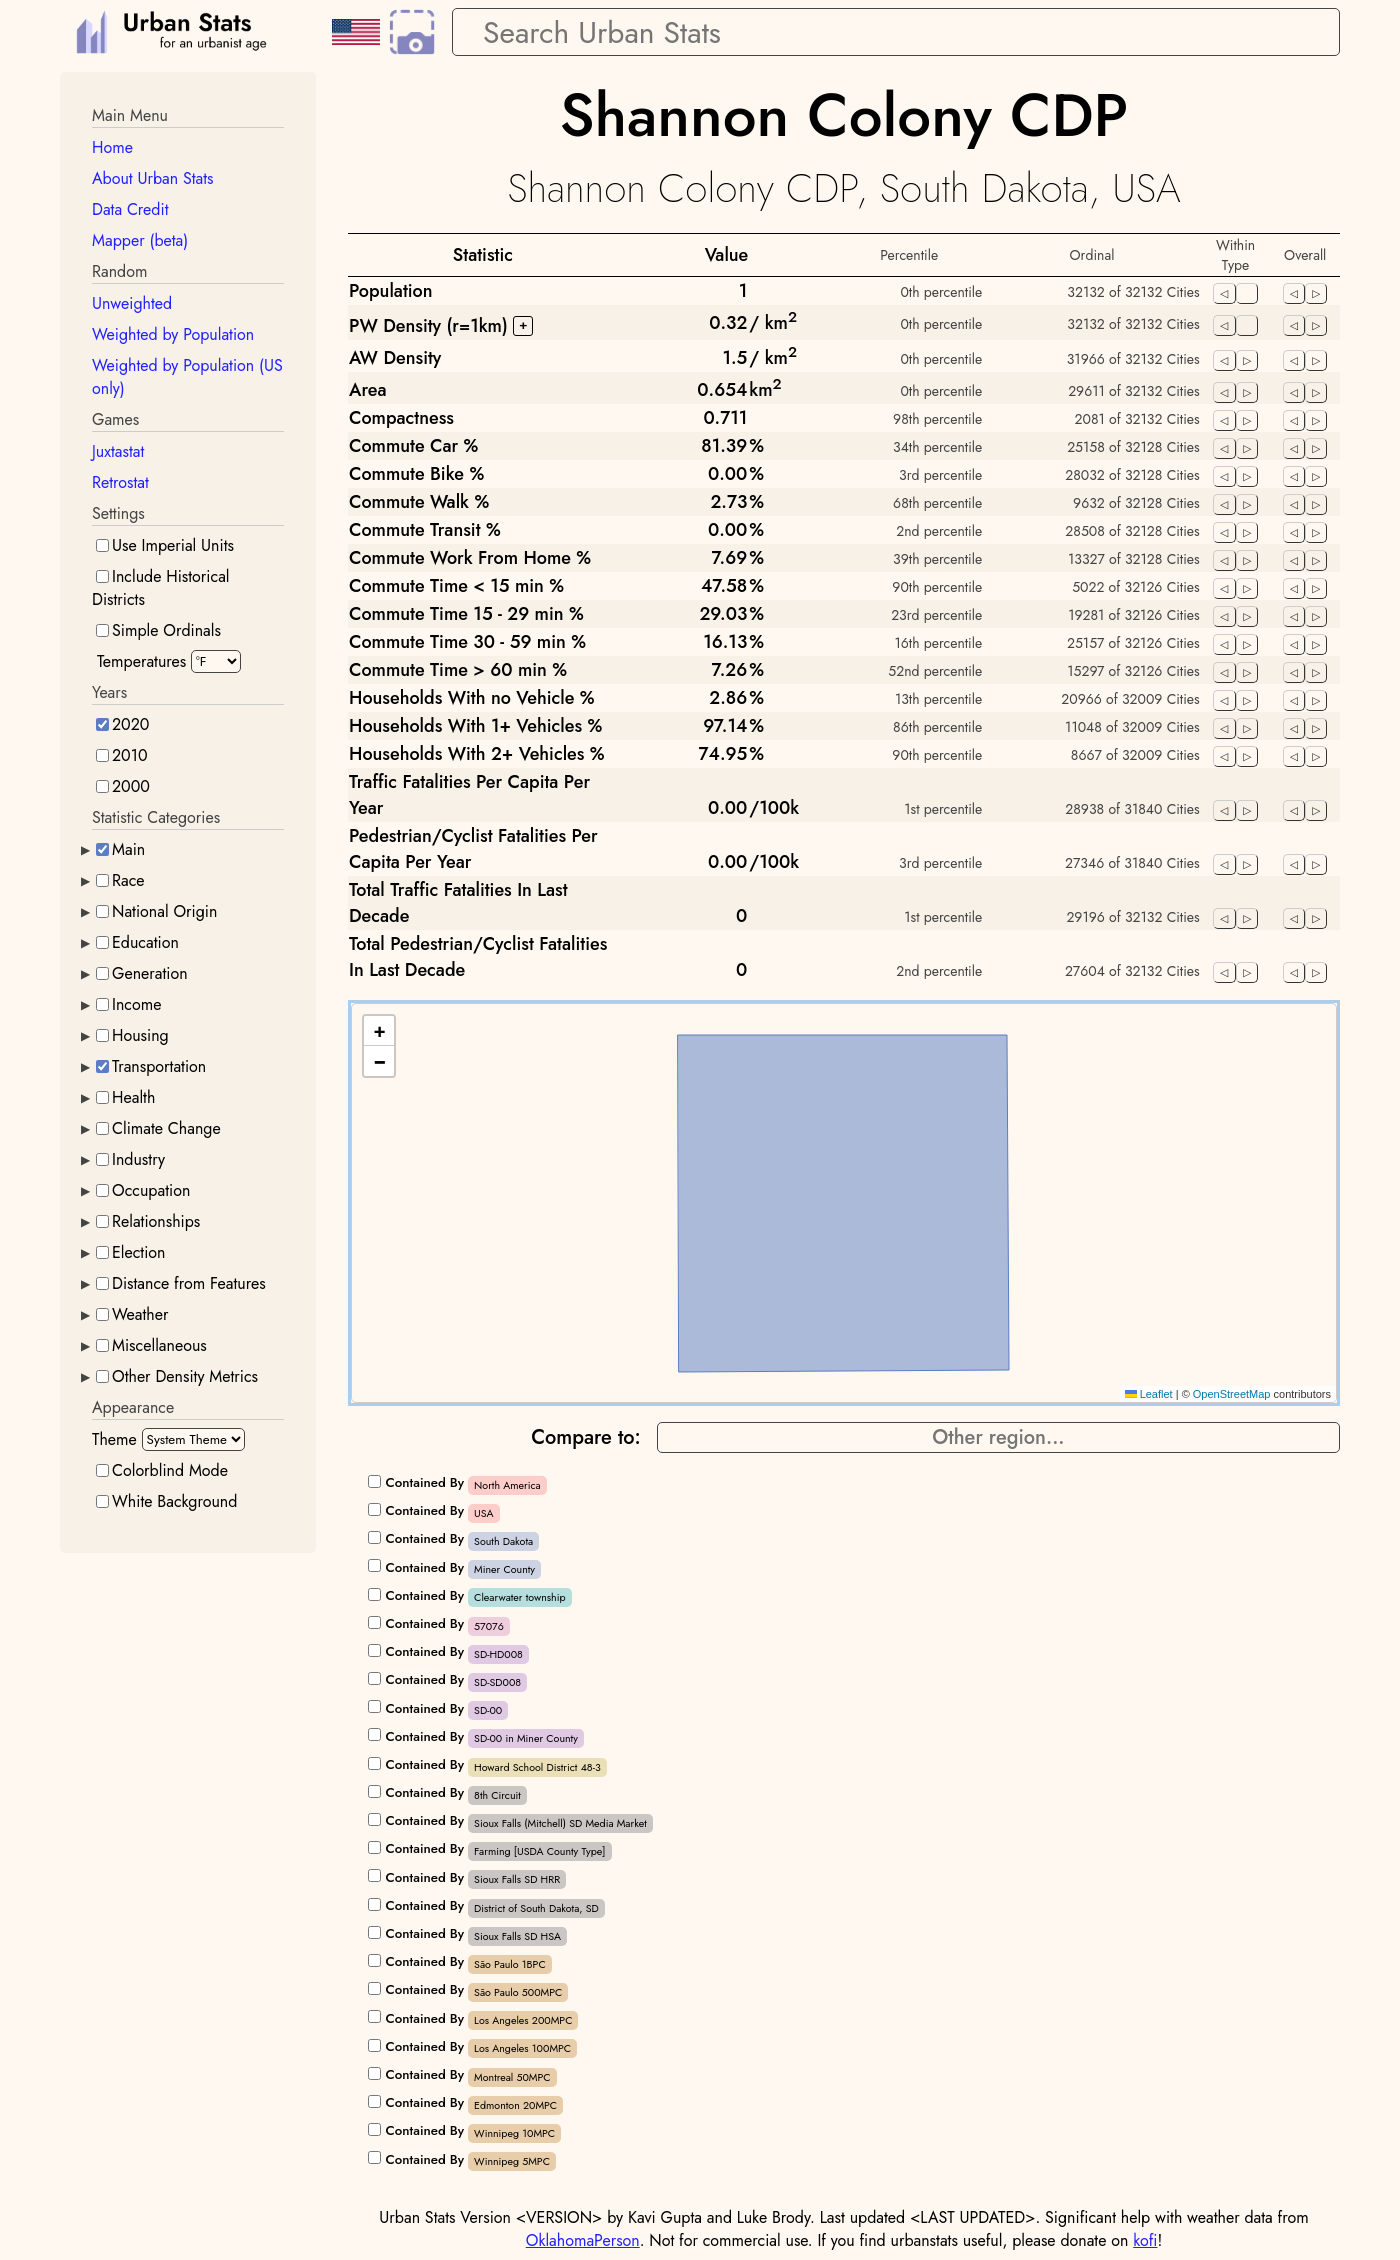 Urban Stats
for an urbanist age
Search Urban Stats
Main Menu
Home
About Urban Stats
Data Credit
Mapper (beta)
Random
Unweighted
Weighted by Population
Weighted by Population (US
only)
Games
Juxtastat
Retrostat
Settings
Use Imperial Units
Include Historical
Districts
Simple Ordinals
Temperatures °F
Years
2020
2010
2000
Statistic Categories
Main
Race
National Origin
Education
Generation
Income
Housing
Transportation
Health
Climate Change
Industry
Occupation
Relationships
Election
Distance from Features
Weather
Miscellaneous
Other Density Metrics
Appearance
Theme System Theme
Colorblind Mode
White Background
Shannon Colony CDP
Shannon Colony CDP, South Dakota, USA
Statistic Value Percentile Ordinal Within Type Overall
Population 1 0th percentile 32132 of 32132 Cities
PW Density (r=1km) + 0.32 / km² 0th percentile 32132 of 32132 Cities
AW Density 1.5 / km² 0th percentile 31966 of 32132 Cities
Area 0.654 km² 0th percentile 29611 of 32132 Cities
Compactness 0.711 98th percentile 2081 of 32132 Cities
Commute Car % 81.39% 34th percentile 25158 of 32128 Cities
Commute Bike % 0.00% 3rd percentile 28032 of 32128 Cities
Commute Walk % 2.73% 68th percentile 9632 of 32128 Cities
Commute Transit % 0.00% 2nd percentile 28508 of 32128 Cities
Commute Work From Home % 7.69% 39th percentile 13327 of 32128 Cities
Commute Time < 15 min % 47.58% 90th percentile 5022 of 32126 Cities
Commute Time 15 - 29 min % 29.03% 23rd percentile 19281 of 32126 Cities
Commute Time 30 - 59 min % 16.13% 16th percentile 25157 of 32126 Cities
Commute Time > 60 min % 7.26% 52nd percentile 15297 of 32126 Cities
Households With no Vehicle % 2.86% 13th percentile 20966 of 32009 Cities
Households With 1+ Vehicles % 97.14% 86th percentile 11048 of 32009 Cities
Households With 2+ Vehicles % 74.95% 90th percentile 8667 of 32009 Cities
Traffic Fatalities Per Capita Per
Year 0.00 /100k 1st percentile 28938 of 31840 Cities
Pedestrian/Cyclist Fatalities Per
Capita Per Year 0.00 /100k 3rd percentile 27346 of 31840 Cities
Total Traffic Fatalities In Last
Decade 0 1st percentile 29196 of 32132 Cities
Total Pedestrian/Cyclist Fatalities
In Last Decade 0 2nd percentile 27604 of 32132 Cities
+
−
Leaflet | © OpenStreetMap contributors
Compare to: Other region...
Contained By North America
Contained By USA
Contained By South Dakota
Contained By Miner County
Contained By Clearwater township
Contained By 57076
Contained By SD-HD008
Contained By SD-SD008
Contained By SD-00
Contained By SD-00 in Miner County
Contained By Howard School District 48-3
Contained By 8th Circuit
Contained By Sioux Falls (Mitchell) SD Media Market
Contained By Farming [USDA County Type]
Contained By Sioux Falls SD HRR
Contained By District of South Dakota, SD
Contained By Sioux Falls SD HSA
Contained By São Paulo 1BPC
Contained By São Paulo 500MPC
Contained By Los Angeles 200MPC
Contained By Los Angeles 100MPC
Contained By Montreal 50MPC
Contained By Edmonton 20MPC
Contained By Winnipeg 10MPC
Contained By Winnipeg 5MPC
Urban Stats Version <VERSION> by Kavi Gupta and Luke Brody. Last updated <LAST UPDATED>. Significant help with weather data from
OklahomaPerson. Not for commercial use. If you find urbanstats useful, please donate on kofi!